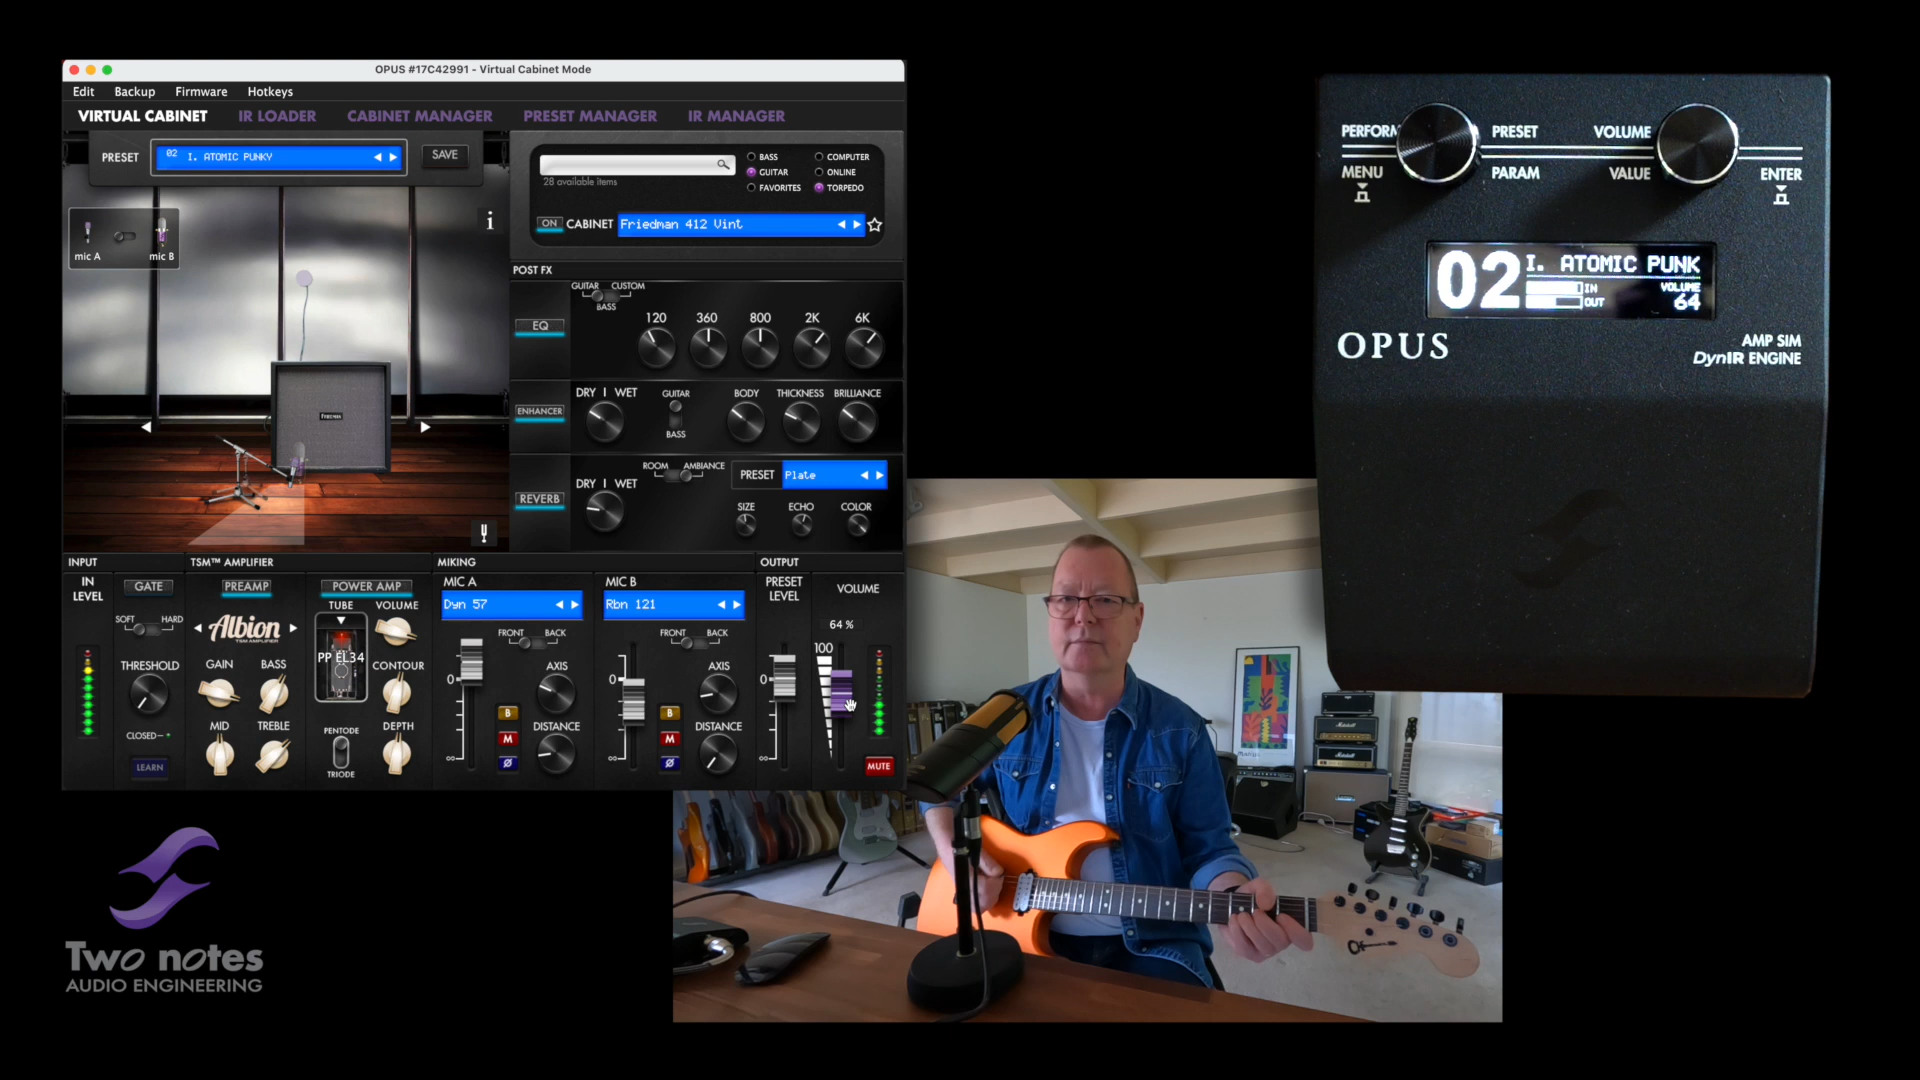 OPUS #17C42991 - Virtual Cabinet Mode
Edit Backup Firmware Hotkeys
VIRTUAL CABINET IR LOADER CABINET MANAGER PRESET MANAGER IR MANAGER
PRESET 02 I. ATOMIC PUNKY SAVE
mic A mic B
i
28 available items
BASS COMPUTER
GUITAR ONLINE
FAVORITES TORPEDO
ON CABINET Friedman 412 Vint
POST FX
GUITAR CUSTOM
BASS
EQ
120 360 800 2K 6K
ENHANCER
DRY | WET GUITAR BODY THICKNESS BRILLIANCE
BASS
REVERB
DRY | WET ROOM AMBIANCE PRESET Plate
SIZE ECHO COLOR
INPUT TSM™ AMPLIFIER MIKING OUTPUT
IN LEVEL
GATE
SOFT HARD
THRESHOLD
CLOSED
LEARN
PREAMP
Albion
TSM AMPLIFIER
GAIN BASS
MID TREBLE
POWER AMP
TUBE VOLUME
PP EL34
CONTOUR
PENTODE DEPTH
TRIODE
MIC A
Dyn 57
FRONT BACK
0
AXIS
B
M
Ø
DISTANCE
∞
MIC B
Rbn 121
FRONT BACK
0
AXIS
B
M
Ø
DISTANCE
∞
PRESET LEVEL
0
∞
VOLUME
64 %
100
MUTE
PERFORM PRESET VOLUME
MENU PARAM VALUE ENTER
02 I. ATOMIC PUNK
IN VOLUME
OUT 64
OPUS
AMP SIM
DynIR ENGINE
Two notes
AUDIO ENGINEERING